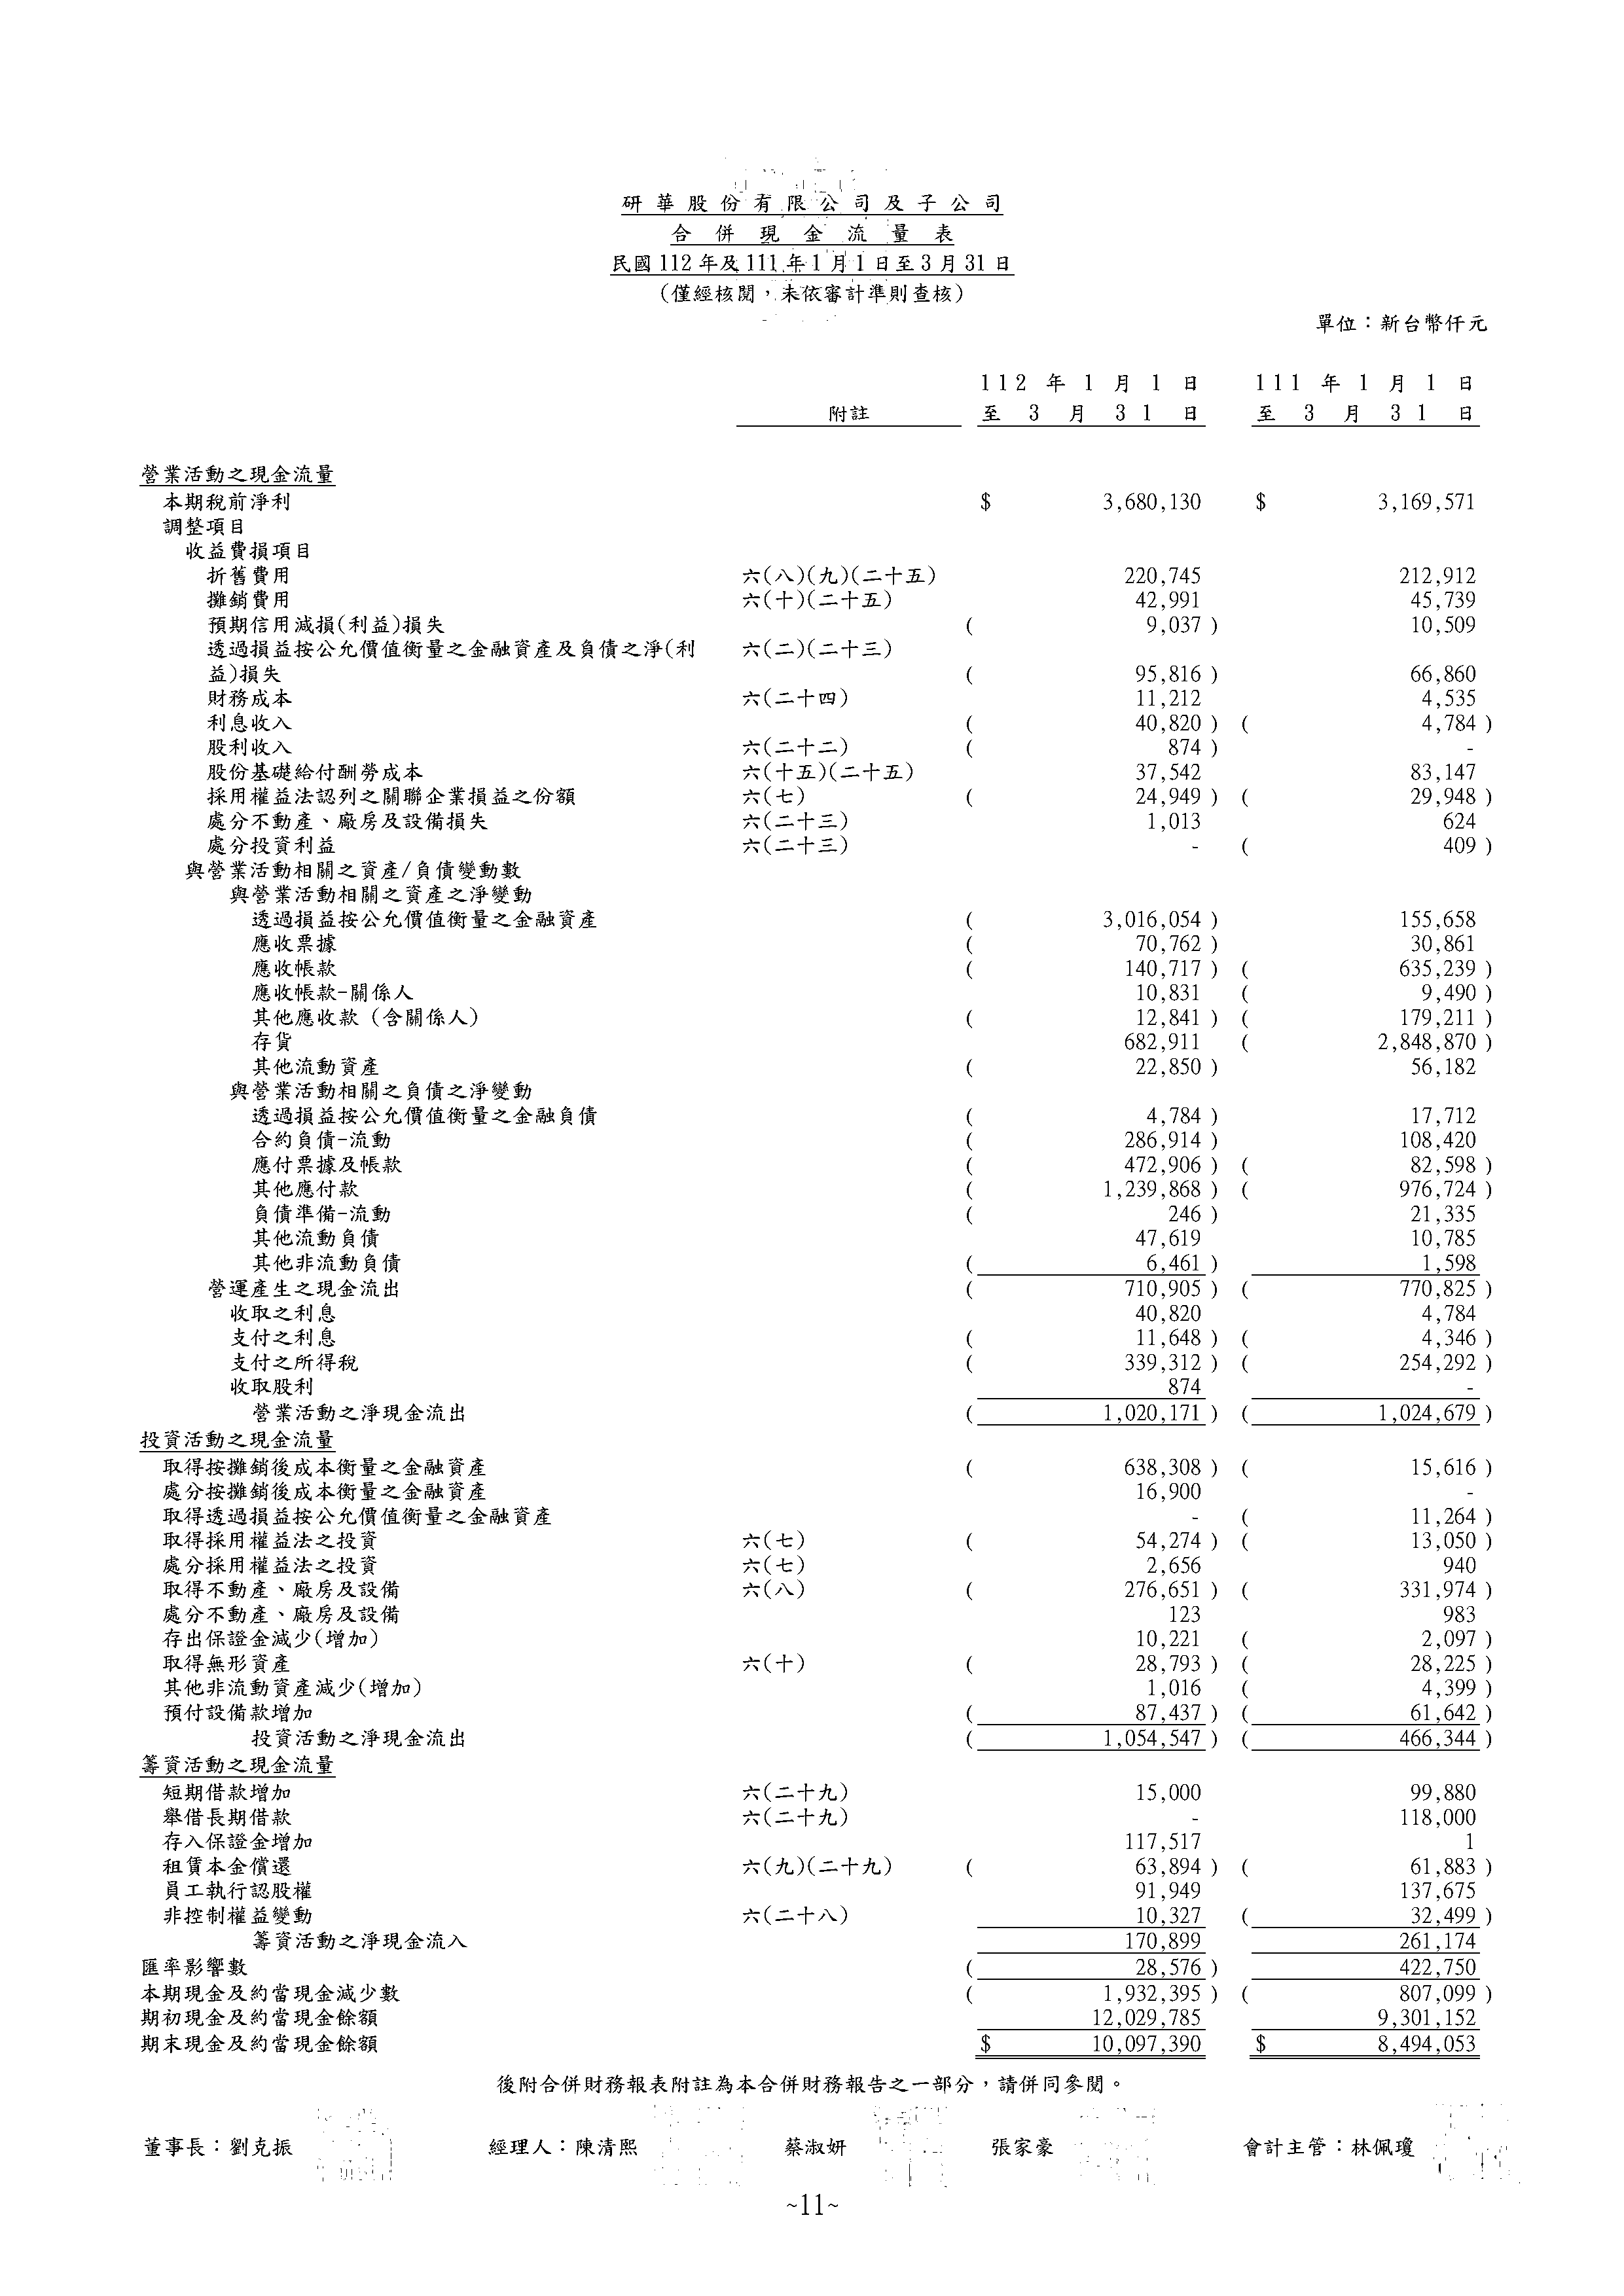 研華股份有限公司及子公司
合併現金流量表
民國112年及111年1月1日至3月31日
(僅經核閱，未依審計準則查核)
單位：新台幣仟元
112年1月1日 111年1月1日
附註 至3月31日 至3月31日
營業活動之現金流量
本期稅前淨利 $ 3,680,130 $ 3,169,571
調整項目
收益費損項目
折舊費用 六(八)(九)(二十五) 220,745 212,912
攤銷費用 六(十)(二十五) 42,991 45,739
預期信用減損(利益)損失 ( 9,037 ) 10,509
透過損益按公允價值衡量之金融資產及負債之淨(利 六(二)(二十三)
益)損失 ( 95,816 ) 66,860
財務成本 六(二十四) 11,212 4,535
利息收入 ( 40,820 ) ( 4,784 )
股利收入 六(二十二) ( 874 ) -
股份基礎給付酬勞成本 六(十五)(二十五) 37,542 83,147
採用權益法認列之關聯企業損益之份額 六(七) ( 24,949 ) ( 29,948 )
處分不動產、廠房及設備損失 六(二十三) 1,013 624
處分投資利益 六(二十三) - ( 409 )
與營業活動相關之資產/負債變動數
與營業活動相關之資產之淨變動
透過損益按公允價值衡量之金融資產 ( 3,016,054 ) 155,658
應收票據 ( 70,762 ) 30,861
應收帳款 ( 140,717 ) ( 635,239 )
應收帳款-關係人 10,831 ( 9,490 )
其他應收款 (含關係人) ( 12,841 ) ( 179,211 )
存貨 682,911 ( 2,848,870 )
其他流動資產 ( 22,850 ) 56,182
與營業活動相關之負債之淨變動
透過損益按公允價值衡量之金融負債 ( 4,784 ) 17,712
合約負債-流動 ( 286,914 ) 108,420
應付票據及帳款 ( 472,906 ) ( 82,598 )
其他應付款 ( 1,239,868 ) ( 976,724 )
負債準備-流動 ( 246 ) 21,335
其他流動負債 47,619 10,785
其他非流動負債 ( 6,461 ) 1,598
營運產生之現金流出 ( 710,905 ) ( 770,825 )
收取之利息 40,820 4,784
支付之利息 ( 11,648 ) ( 4,346 )
支付之所得稅 ( 339,312 ) ( 254,292 )
收取股利 874 -
營業活動之淨現金流出 ( 1,020,171 ) ( 1,024,679 )
投資活動之現金流量
取得按攤銷後成本衡量之金融資產 ( 638,308 ) ( 15,616 )
處分按攤銷後成本衡量之金融資產 16,900 -
取得透過損益按公允價值衡量之金融資產 - ( 11,264 )
取得採用權益法之投資 六(七) ( 54,274 ) ( 13,050 )
處分採用權益法之投資 六(七) 2,656 940
取得不動產、廠房及設備 六(八) ( 276,651 ) ( 331,974 )
處分不動產、廠房及設備 123 983
存出保證金減少(增加) 10,221 ( 2,097 )
取得無形資產 六(十) ( 28,793 ) ( 28,225 )
其他非流動資產減少(增加) 1,016 ( 4,399 )
預付設備款增加 ( 87,437 ) ( 61,642 )
投資活動之淨現金流出 ( 1,054,547 ) ( 466,344 )
籌資活動之現金流量
短期借款增加 六(二十九) 15,000 99,880
舉借長期借款 六(二十九) - 118,000
存入保證金增加 117,517 1
租賃本金償還 六(九)(二十九) ( 63,894 ) ( 61,883 )
員工執行認股權 91,949 137,675
非控制權益變動 六(二十八) 10,327 ( 32,499 )
籌資活動之淨現金流入 170,899 261,174
匯率影響數 ( 28,576 ) 422,750
本期現金及約當現金減少數 ( 1,932,395 ) ( 807,099 )
期初現金及約當現金餘額 12,029,785 9,301,152
期末現金及約當現金餘額 $ 10,097,390 $ 8,494,053
後附合併財務報表附註為本合併財務報告之一部分，請併同參閱。
董事長：劉克振 經理人：陳清熙 蔡淑妍 張家豪 會計主管：林佩瓊
~11~